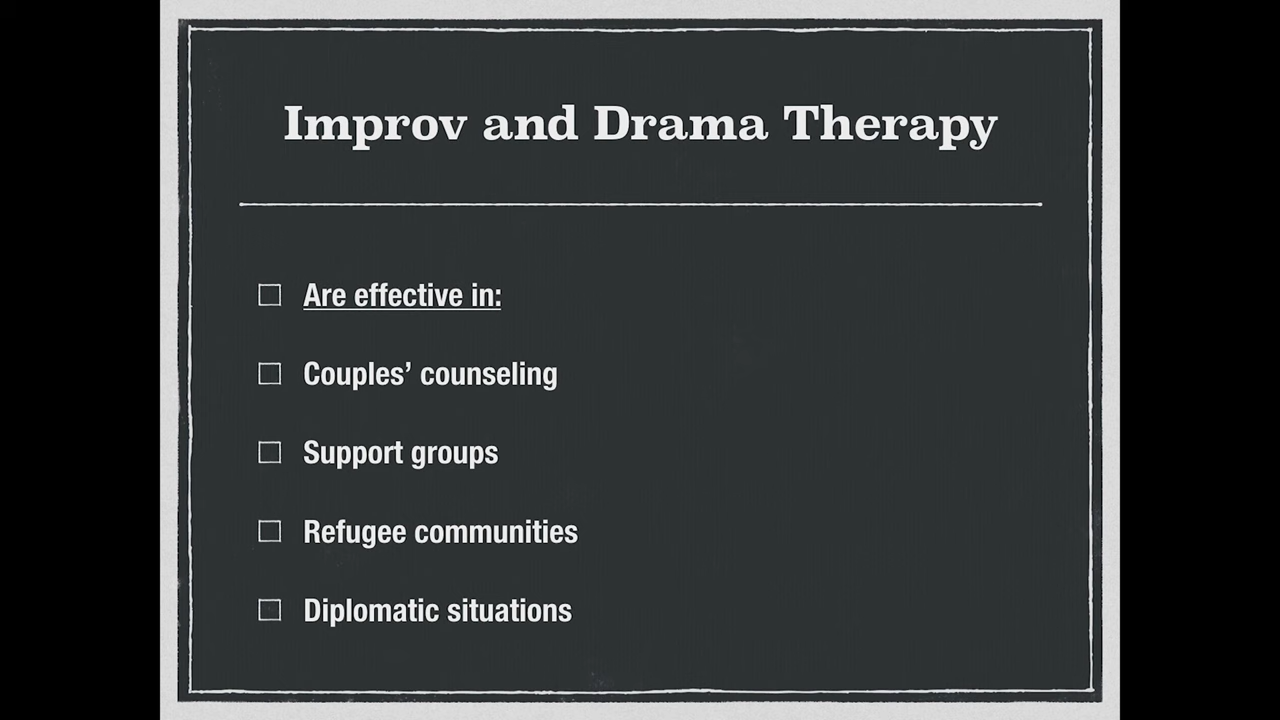 Improv and Drama Therapy
Are effective in:
Couples’ counseling
Support groups
Refugee communities
Diplomatic situations